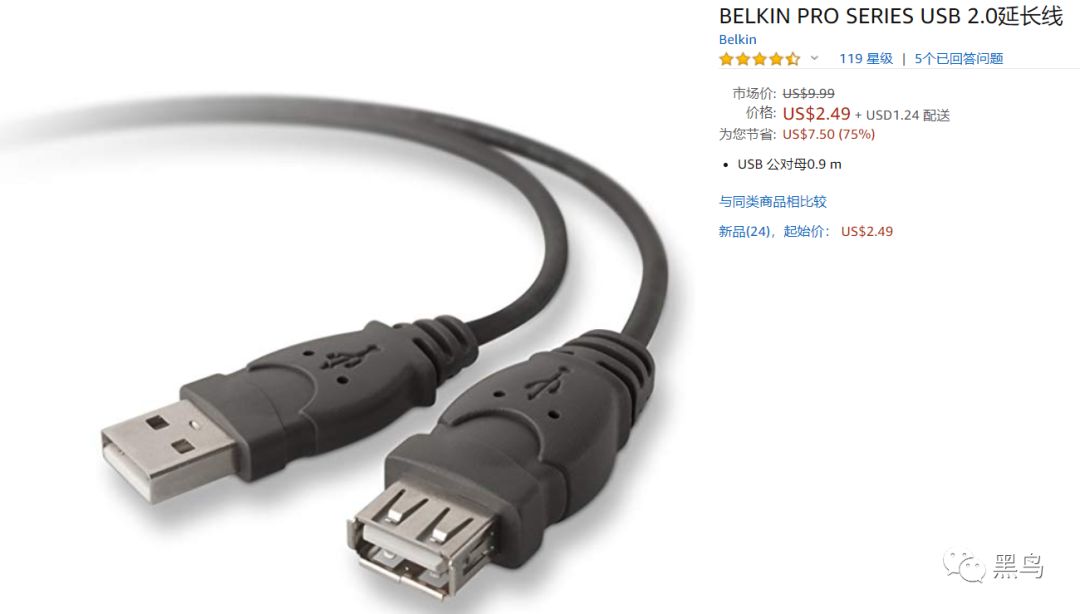 BELKIN PRO SERIES USB 2.0延长线
Belkin
119 星级 | 5个已回答问题
市场价: US$9.99
价格: US$2.49 + USD1.24 配送
为您节省: US$7.50 (75%)
• USB 公对母0.9 m
与同类商品相比较
新品(24)，起始价： US$2.49
黑鸟